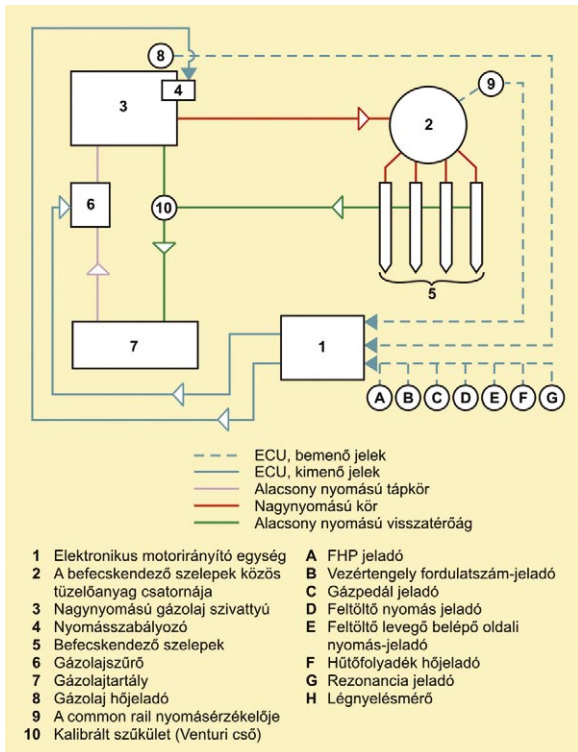 8
4
3
9
2
6
10
5
7
1
A B C D E F G
ECU, bemenő jelek
ECU, kimenő jelek
Alacsony nyomású tápkör
Nagynyomású kör
Alacsony nyomású visszatérőág
1 Elektronikus motorirányító egység
2 A befecskendező szelepek közös
tüzelőanyag csatornája
3 Nagynyomású gázolaj szivattyú
4 Nyomásszabályozó
5 Befecskendező szelepek
6 Gázolajszűrő
7 Gázolajtartály
8 Gázolaj hőjeladó
9 A common rail nyomásérzékelője
10 Kalibrált szűkület (Venturi cső)
A FHP jeladó
B Vezértengely fordulatszám-jeladó
C Gázpedál jeladó
D Feltöltő nyomás jeladó
E Feltöltő levegő belépő oldali
nyomás-jeladó
F Hűtőfolyadék hőjeladó
G Rezonancia jeladó
H Légnyelésmérő